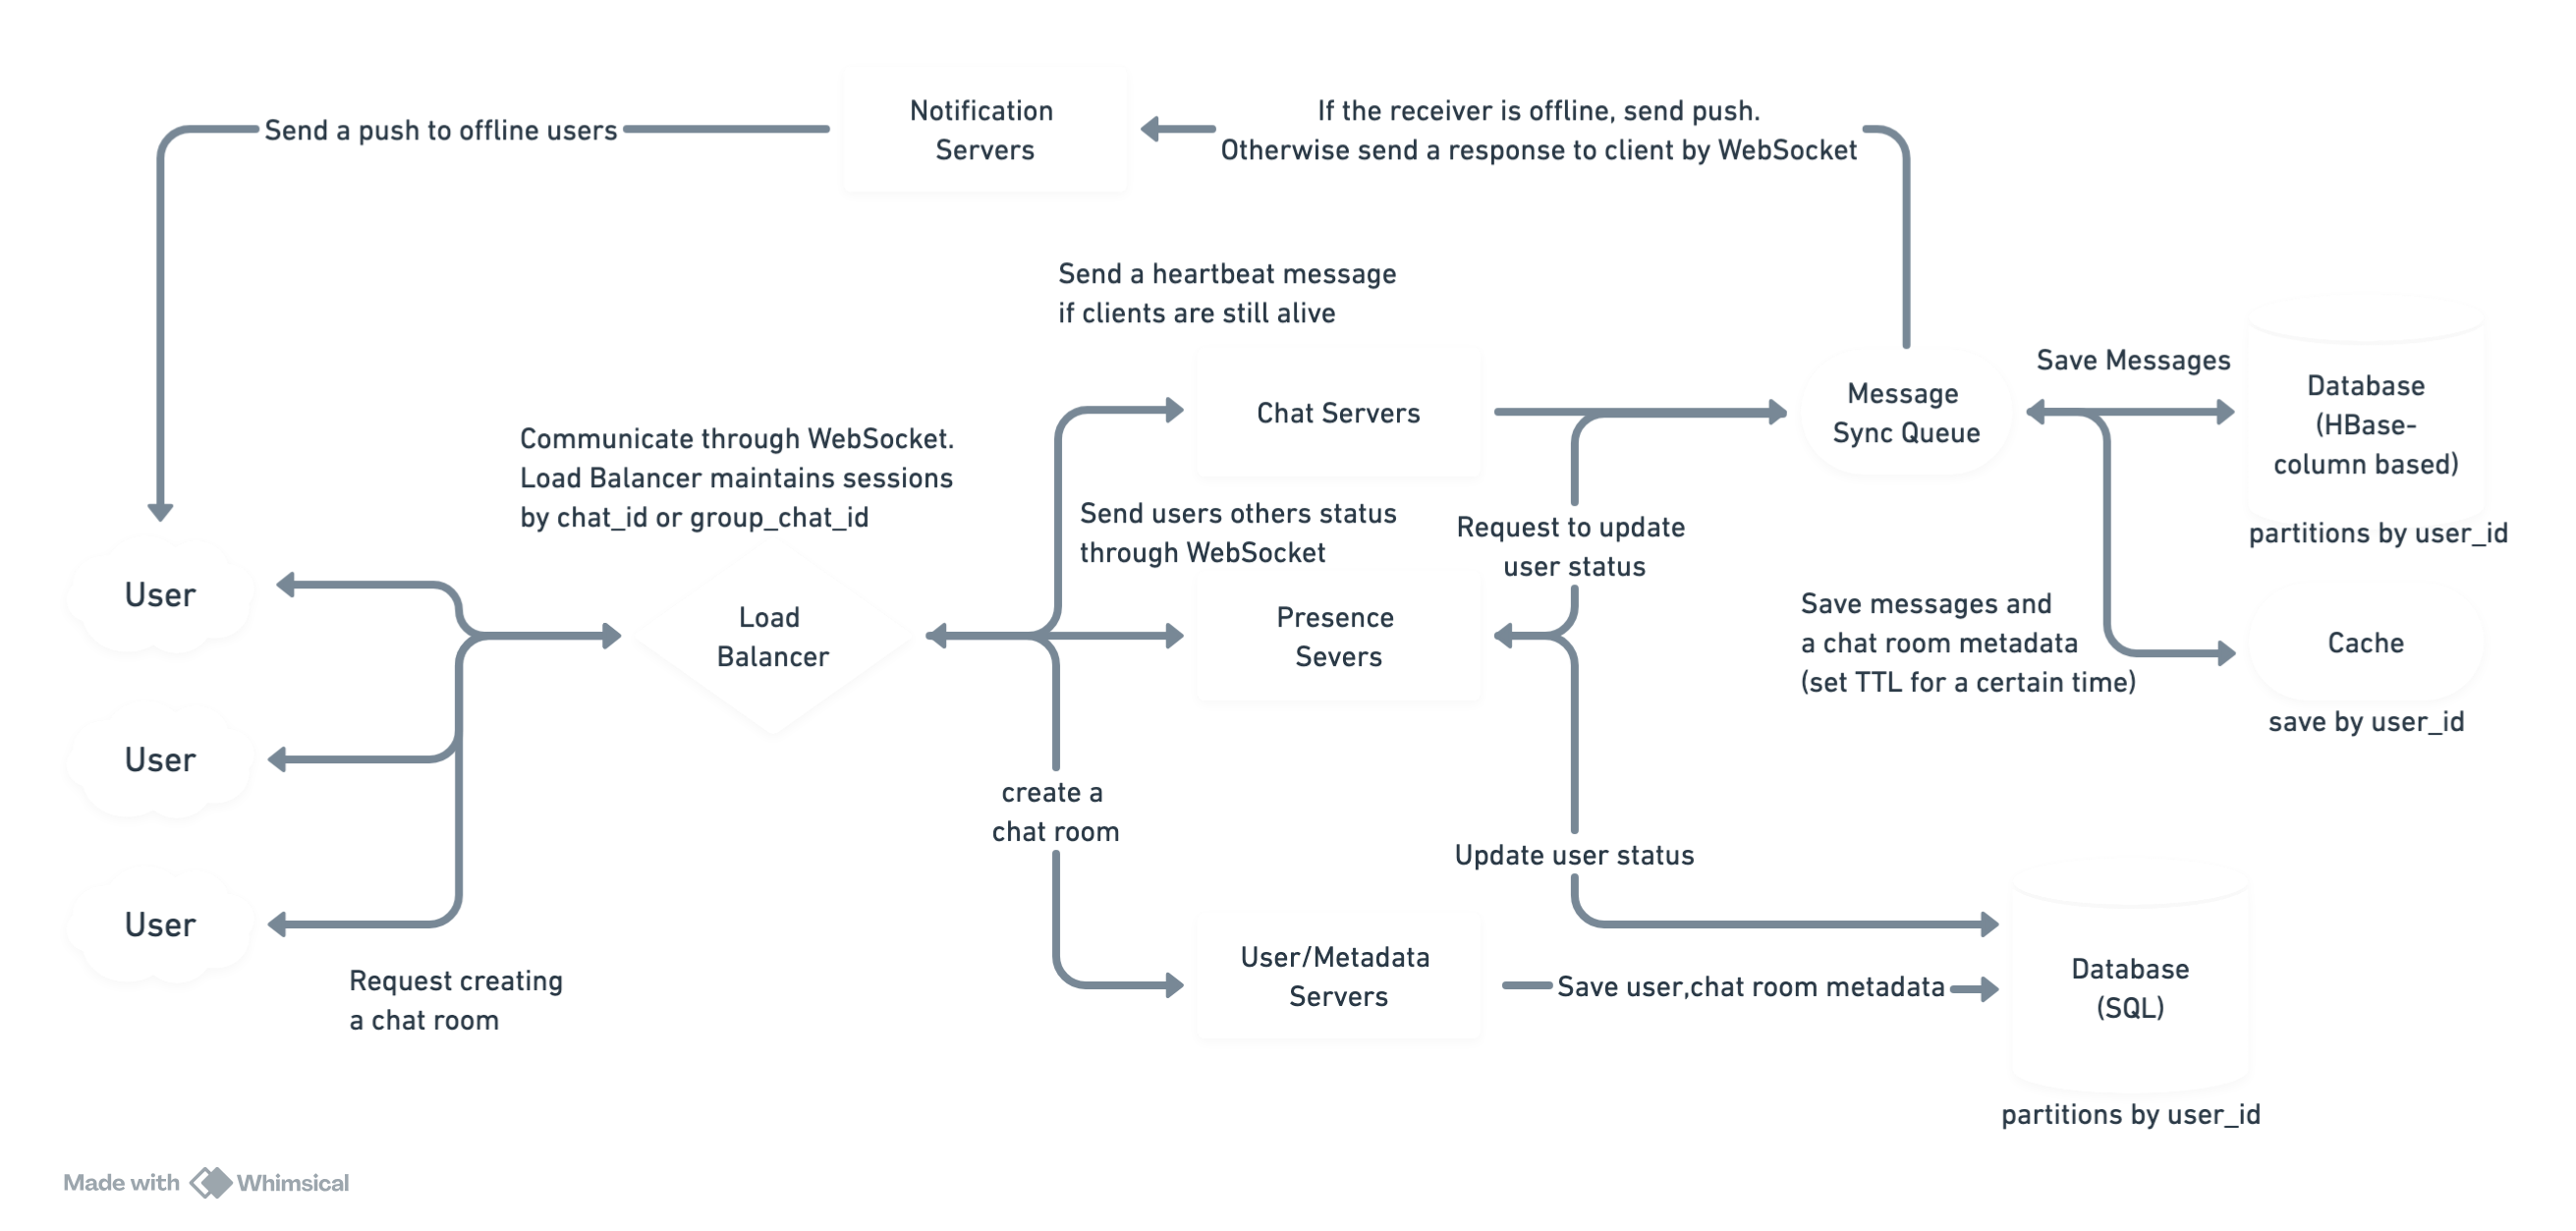 Send a push to offline users
Notification
Servers
If the receiver is offline, send push.
Otherwise send a response to client by WebSocket
Send a heartbeat message
if clients are still alive
Communicate through WebSocket.
Load Balancer maintains sessions
by chat_id or group_chat_id
Chat Servers
Message
Sync Queue
Save Messages
Database
(HBase-
column based)
partitions by user_id
Send users others status
through WebSocket
Request to update
user status
User
Load
Balancer
Presence
Severs
Save messages and
a chat room metadata
(set TTL for a certain time)
Cache
save by user_id
User
create a
chat room
Update user status
User
Request creating
a chat room
User/Metadata
Servers
Save user,chat room metadata
Database
(SQL)
partitions by user_id
Made with Whimsical